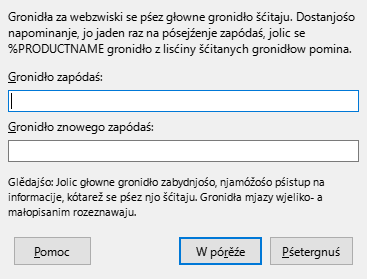 Gronidła za webzwiski se pśez głowne gronidło šćitaju. Dostanjośo
napominanje, jo jaden raz na pósejźenje zapódaś, jolic se
%PRODUCTNAME gronidło z lisćiny šćitanych gronidłow pomina.
Gronidło zapódaś:
Gronidło znowego zapódaś:
Glědajśo: Jolic głowne gronidło zabydnjośo, njamóžośo pśistup na
informacije, kótarež se pśez njo šćitaju. Gronidła mjazy wjeliko- a
małopisanim rozeznawaju.
Pomoc
W pórěźe
Pśetergnuś